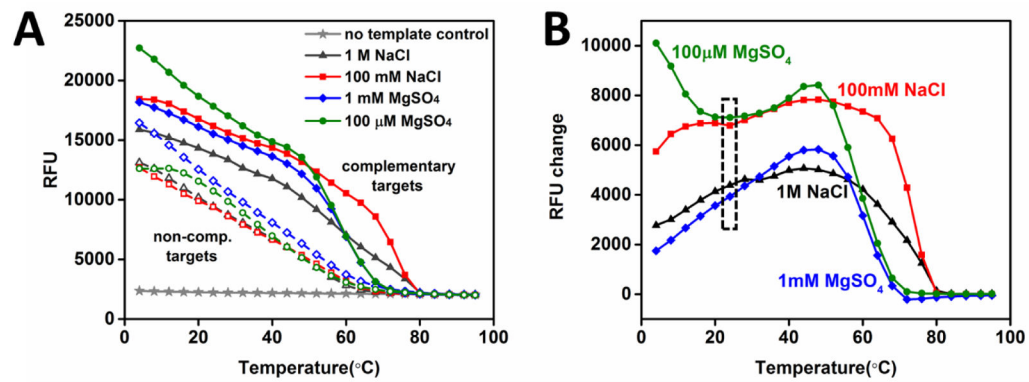 A
25000
20000
15000
10000
5000
0
RFU
0 20 40 60 80 100
Temperature(°C)
no template control
1 M NaCl
100 mM NaCl
1 mM MgSO₄
100 μM MgSO₄
complementary
targets
non-comp.
targets
B
10000
8000
6000
4000
2000
0
RFU change
0 20 40 60 80 100
Temperature(°C)
100μM MgSO₄
100mM NaCl
1M NaCl
1mM MgSO₄